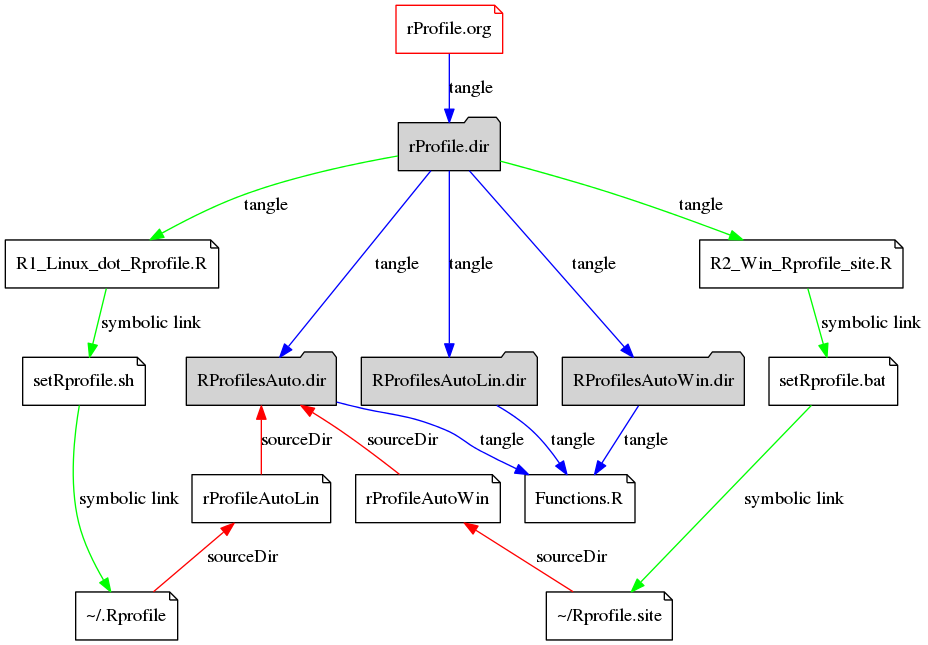 rProfile.org
tangle
rProfile.dir
tangle
tangle
R1_Linux_dot_Rprofile.R
tangle
tangle
tangle
R2_Win_Rprofile_site.R
symbolic link
symbolic link
setRprofile.sh
RProfilesAuto.dir
RProfilesAutoLin.dir
RProfilesAutoWin.dir
setRprofile.bat
sourceDir
sourceDir
tangle
tangle
tangle
symbolic link
rProfileAutoLin
rProfileAutoWin
Functions.R
symbolic link
sourceDir
sourceDir
~/.Rprofile
~/Rprofile.site